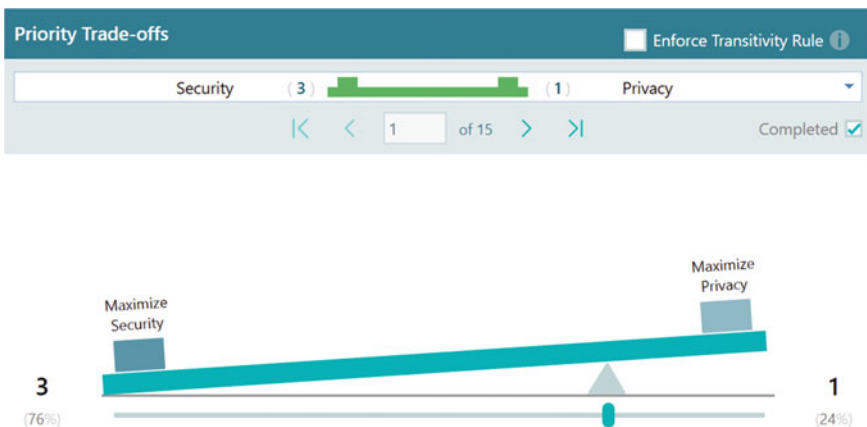 Priority Trade-offs
Enforce Transitivity Rule i
Security (3) (1) Privacy
1 of 15 Completed
Maximize
Privacy
Maximize
Security
3 1
(76%) (24%)